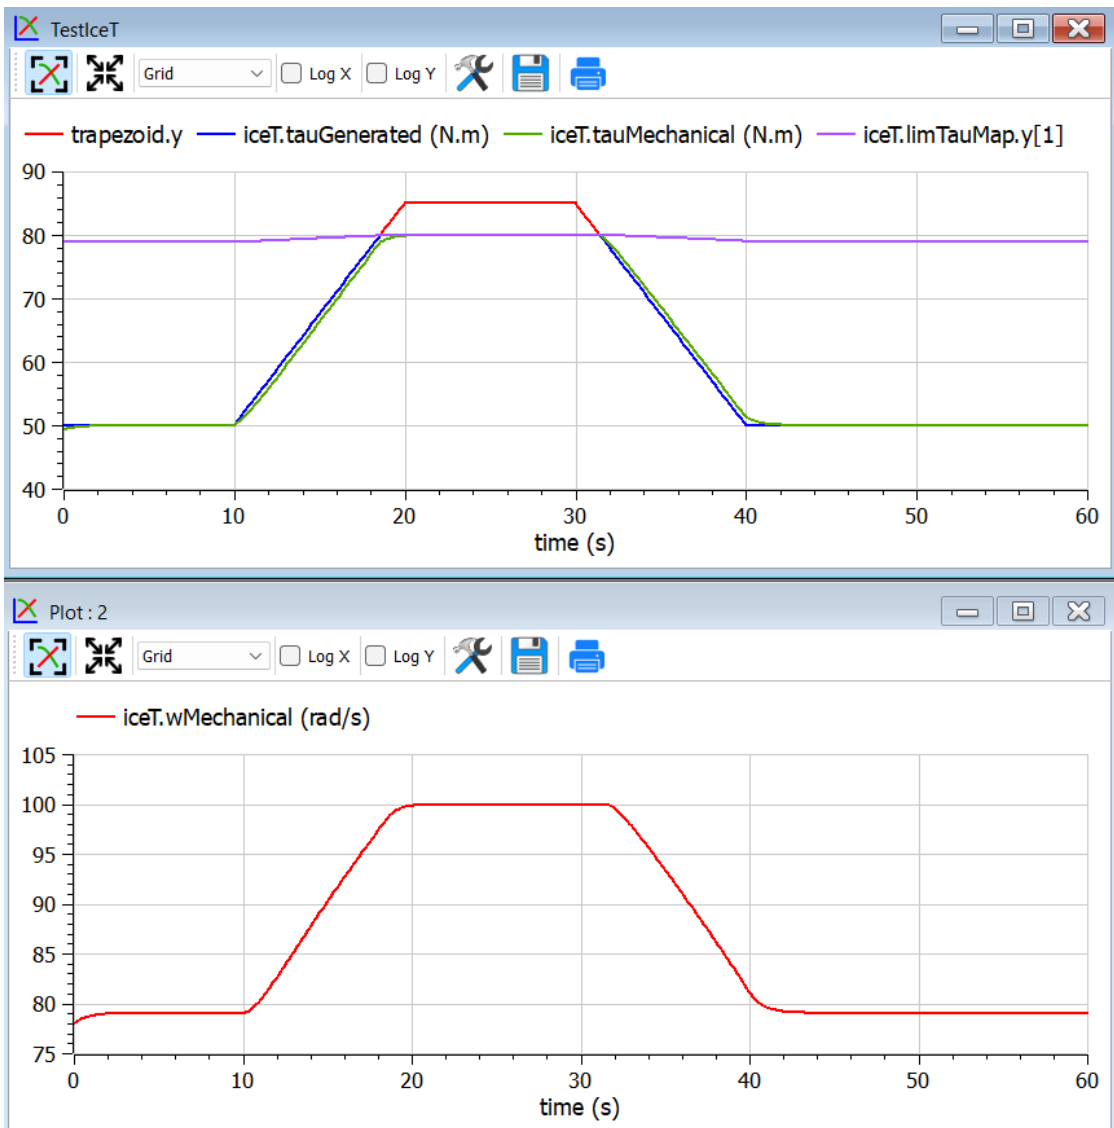 TestIceT
Grid Log X Log Y
trapezoid.y iceT.tauGenerated (N.m) iceT.tauMechanical (N.m) iceT.limTauMap.y[1]
90
80
70
60
50
40
0 10 20 30 40 50 60
time (s)
Plot : 2
Grid Log X Log Y
iceT.wMechanical (rad/s)
105
100
95
90
85
80
75
0 10 20 30 40 50 60
time (s)